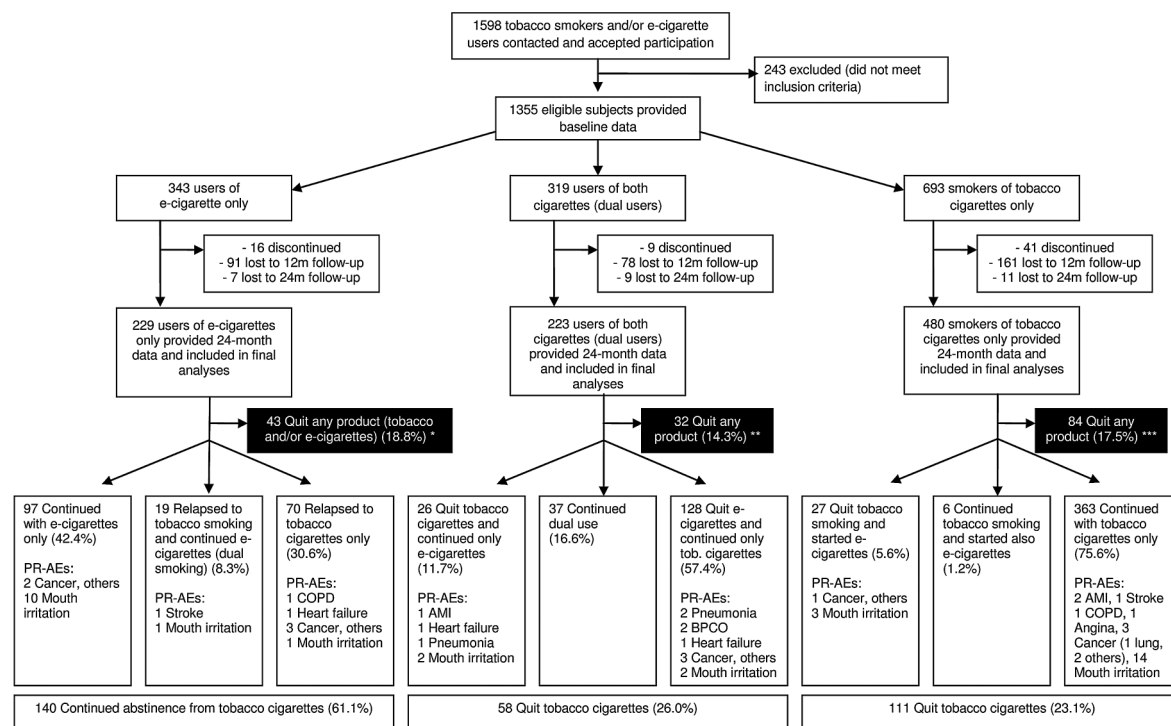 1598 tobacco smokers and/or e-cigarette
users contacted and accepted participation
243 excluded (did not meet
inclusion criteria)
1355 eligible subjects provided
baseline data
343 users of
e-cigarette only
319 users of both
cigarettes (dual users)
693 smokers of tobacco
cigarettes only
- 16 discontinued
- 91 lost to 12m follow-up
- 7 lost to 24m follow-up
- 9 discontinued
- 78 lost to 12m follow-up
- 9 lost to 24m follow-up
- 41 discontinued
- 161 lost to 12m follow-up
- 11 lost to 24m follow-up
229 users of e-cigarettes
only provided 24-month
data and included in final
analyses
223 users of both
cigarettes (dual users)
provided 24-month data
and included in final
analyses
480 smokers of tobacco
cigarettes only provided
24-month data and
included in final analyses
43 Quit any product (tobacco
and/or e-cigarettes) (18.8%) *
32 Quit any
product (14.3%) **
84 Quit any
product (17.5%) ***
97 Continued
with e-cigarettes
only (42.4%)
PR-AEs:
2 Cancer, others
10 Mouth
irritation
19 Relapsed to
tobacco smoking
and continued e-
cigarettes (dual
smoking) (8.3%)
PR-AEs:
1 Stroke
1 Mouth irritation
70 Relapsed to
tobacco
cigarettes only
(30.6%)
PR-AEs:
1 COPD
1 Heart failure
3 Cancer, others
1 Mouth irritation
26 Quit tobacco
cigarettes and
continued only
e-cigarettes
(11.7%)
PR-AEs:
1 AMI
1 Heart failure
1 Pneumonia
2 Mouth irritation
37 Continued
dual use
(16.6%)
128 Quit e-
cigarettes and
continued only
tob. cigarettes
(57.4%)
PR-AEs:
2 Pneumonia
2 BPCO
1 Heart failure
3 Cancer, others
2 Mouth irritation
27 Quit tobacco
smoking and
started e-
cigarettes (5.6%)
PR-AEs:
1 Cancer, others
3 Mouth irritation
6 Continued
tobacco smoking
and started also
e-cigarettes
(1.2%)
363 Continued
with tobacco
cigarettes only
(75.6%)
PR-AEs:
2 AMI, 1 Stroke
1 COPD, 1
Angina, 3
Cancer (1 lung,
2 others), 14
Mouth irritation
140 Continued abstinence from tobacco cigarettes (61.1%)
58 Quit tobacco cigarettes (26.0%)
111 Quit tobacco cigarettes (23.1%)